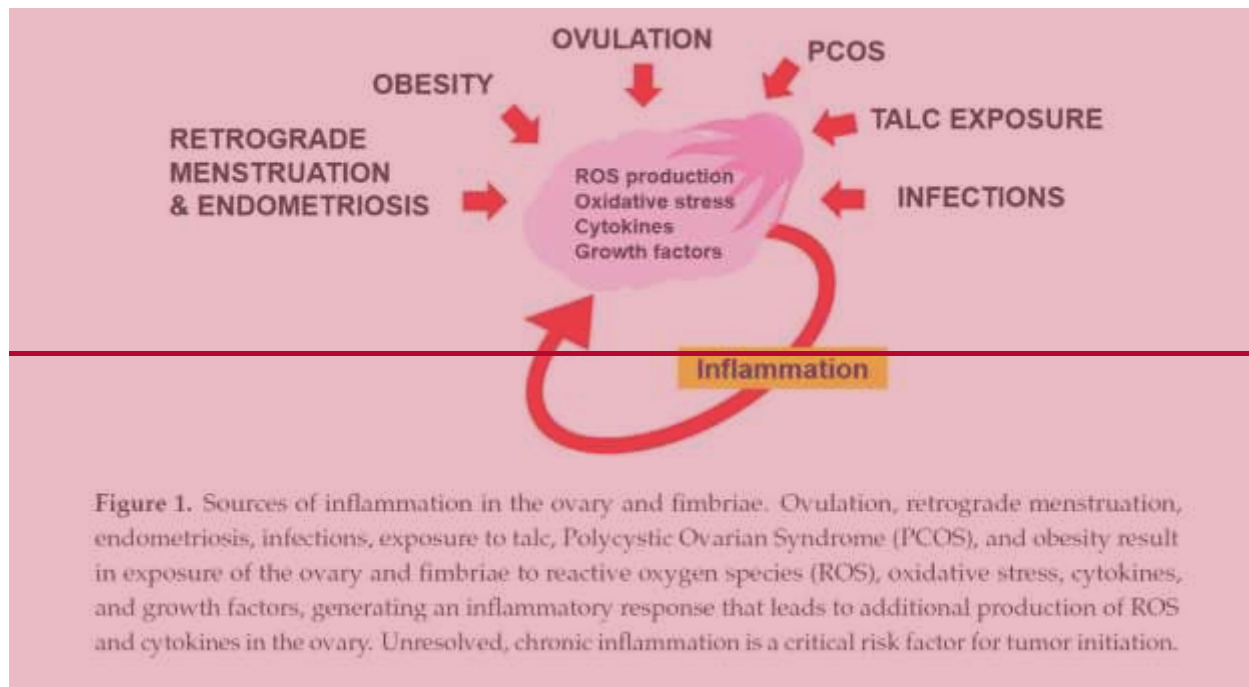 OVULATION
PCOS
OBESITY
TALC EXPOSURE
RETROGRADE
MENSTRUATION
& ENDOMETRIOSIS
INFECTIONS
ROS production
Oxidative stress
Cytokines
Growth factors
Inflammation
Figure 1. Sources of inflammation in the ovary and fimbriae. Ovulation, retrograde menstruation,
endometriosis, infections, exposure to talc, Polycystic Ovarian Syndrome (PCOS), and obesity result
in exposure of the ovary and fimbriae to reactive oxygen species (ROS), oxidative stress, cytokines,
and growth factors, generating an inflammatory response that leads to additional production of ROS
and cytokines in the ovary. Unresolved, chronic inflammation is a critical risk factor for tumor initiation.